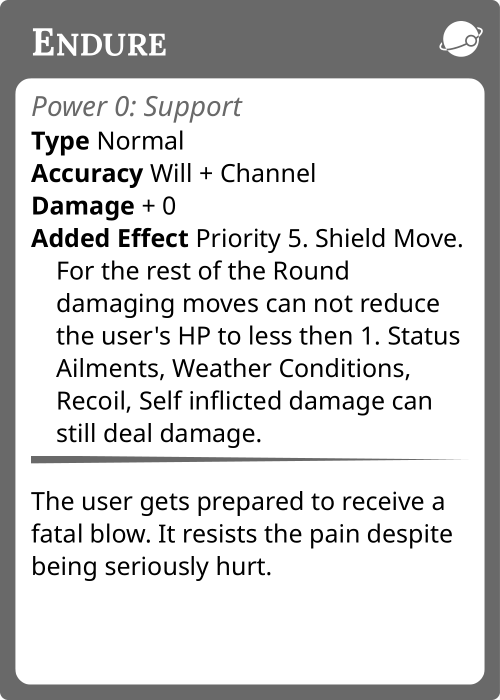 ENDURE
Power 0: Support
Type Normal
Accuracy Will + Channel
Damage + 0
Added Effect Priority 5. Shield Move.
For the rest of the Round
damaging moves can not reduce
the user's HP to less then 1. Status
Ailments, Weather Conditions,
Recoil, Self inflicted damage can
still deal damage.
The user gets prepared to receive a
fatal blow. It resists the pain despite
being seriously hurt.